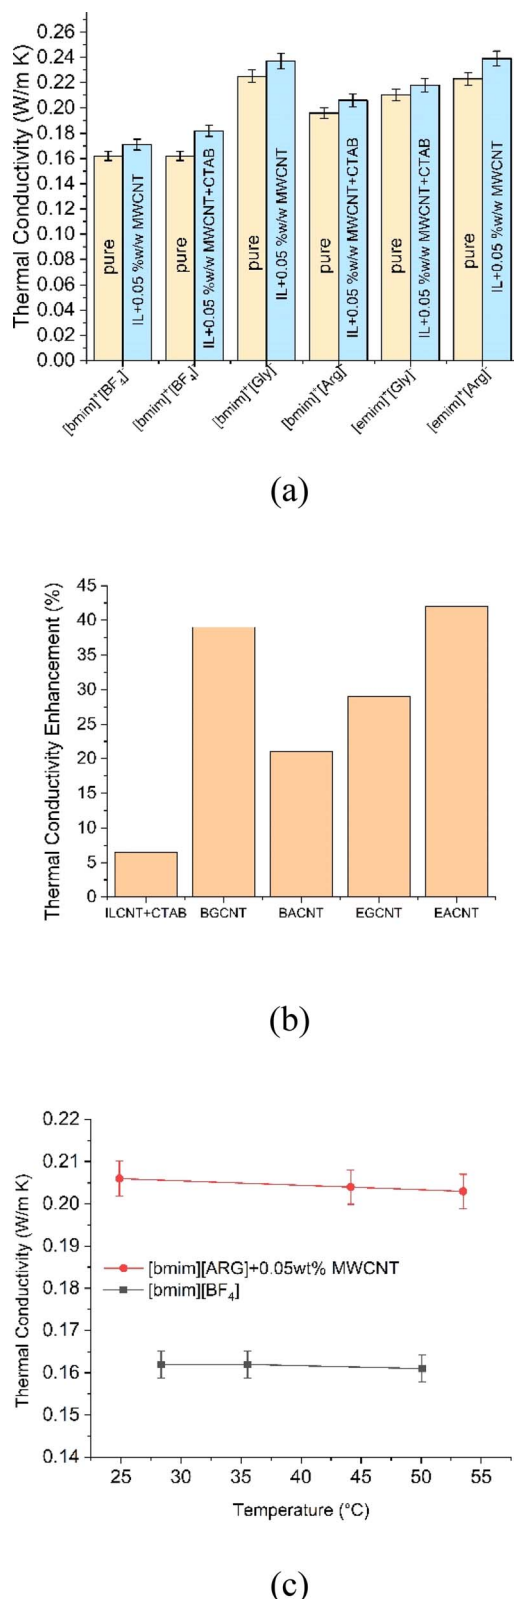 Thermal Conductivity (W/m K)
0.26
0.24
0.22
0.20
0.18
0.16
0.14
0.12
0.10
0.08
0.06
0.04
0.02
0.00
pure
IL+0.05 %w/w MWCNT
pure
IL+0.05 %w/w MWCNT+CTAB
pure
IL+0.05 %w/w MWCNT
pure
IL+0.05 %w/w MWCNT+CTAB
pure
IL+0.05 %w/w MWCNT+CTAB
pure
IL+0.05 %w/w MWCNT
[bmim]⁺[BF₄]⁻
[bmim]⁺[BF₄]⁻
[bmim]⁺[Gly]⁻
[bmim]⁺[Arg]⁻
[emim]⁺[Gly]⁻
[emim]⁺[Arg]⁻
(a)
Thermal Conductivity Enhancement (%)
45
40
35
30
25
20
15
10
5
0
ILCNT+CTAB BGCNT BACNT EGCNT EACNT
(b)
Thermal Conductivity (W/m K)
0.22
0.21
0.20
0.19
0.18
0.17
0.16
0.15
0.14
[bmim][ARG]+0.05wt% MWCNT
[bmim][BF₄]
25 30 35 40 45 50 55
Temperature (°C)
(c)